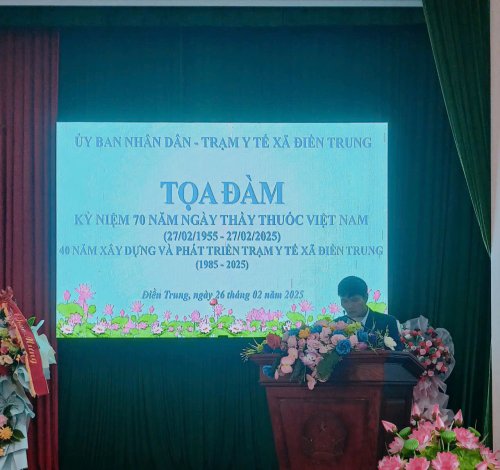 ỦY BAN NHÂN DÂN - TRẠM Y TẾ XÃ ĐIỀN TRUNG
TỌA ĐÀM
KỶ NIỆM 70 NĂM NGÀY THẦY THUỐC VIỆT NAM
(27/02/1955 - 27/02/2025)
40 NĂM XÂY DỰNG VÀ PHÁT TRIỂN TRẠM Y TẾ XÃ ĐIỀN TRUNG
(1985 - 2025)
Điền Trung, ngày 26 tháng 02 năm 2025